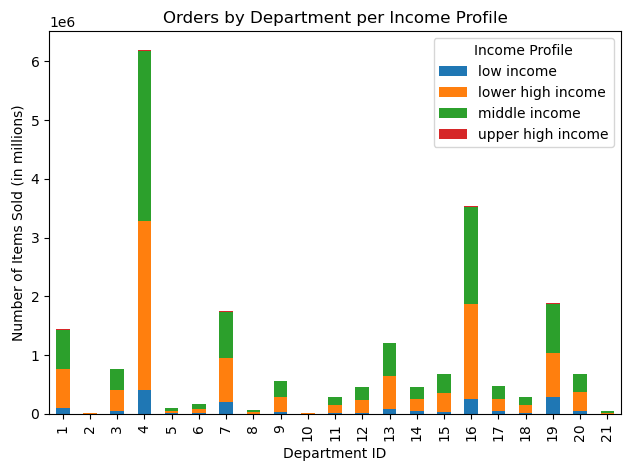 Orders by Department per Income Profile
1e6
Income Profile
low income
lower high income
middle income
upper high income
Number of Items Sold (in millions)
6
5
4
3
2
1
0
1 2 3 4 5 6 7 8 9 10 11 12 13 14 15 16 17 18 19 20 21
Department ID